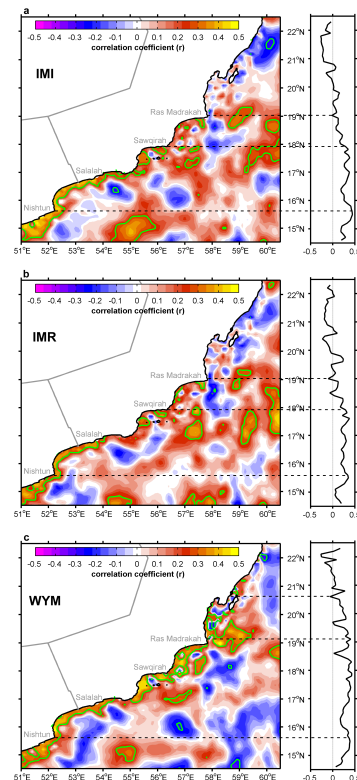 a
-0.5 -0.4 -0.3 -0.2 -0.1 0 0.1 0.2 0.3 0.4 0.5
correlation coefficient (r)
IMI
Ras Madrakah
Sawqirah
Salalah
Nishtun
22°N
21°N
20°N
19°N
18°N
17°N
16°N
15°N
51°E 52°E 53°E 54°E 55°E 56°E 57°E 58°E 59°E 60°E
-0.5 0 0.5
b
-0.5 -0.4 -0.3 -0.2 -0.1 0 0.1 0.2 0.3 0.4 0.5
correlation coefficient (r)
IMR
Ras Madrakah
Sawqirah
Salalah
Nishtun
22°N
21°N
20°N
19°N
18°N
17°N
16°N
15°N
51°E 52°E 53°E 54°E 55°E 56°E 57°E 58°E 59°E 60°E
-0.5 0 0.5
c
-0.5 -0.4 -0.3 -0.2 -0.1 0 0.1 0.2 0.3 0.4 0.5
correlation coefficient (r)
WYM
Ras Madrakah
Sawqirah
Salalah
Nishtun
22°N
21°N
20°N
19°N
18°N
17°N
16°N
15°N
51°E 52°E 53°E 54°E 55°E 56°E 57°E 58°E 59°E 60°E
-0.5 0